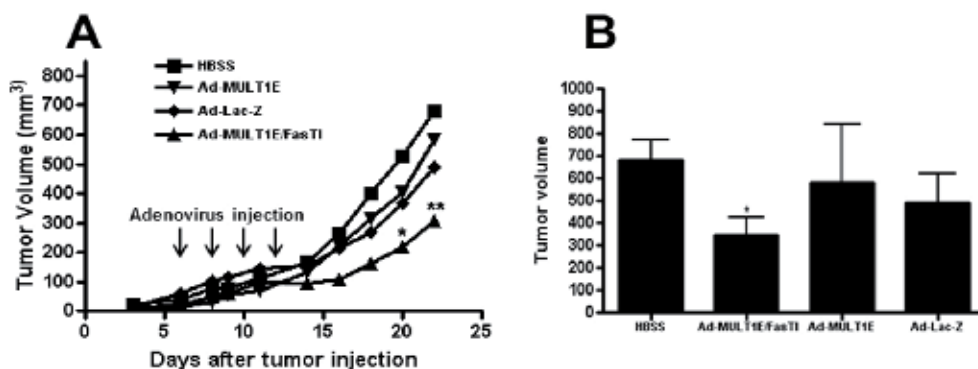 A
HBSS
Ad-MULT1E
Ad-Lac-Z
Ad-MULT1E/FasTI
Tumor Volume (mm³)
800
700
600
500
400
300
200
100
0
Adenovirus injection
*
**
0 5 10 15 20 25
Days after tumor injection
B
Tumor volume
1000
900
800
700
600
500
400
300
200
100
0
*
HBSS Ad-MULT1E/FasTI Ad-MULT1E Ad-Lac-Z